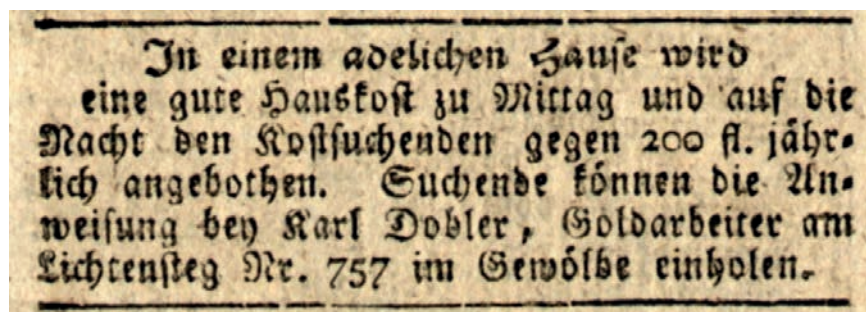 In einem adelichen Hause wird
eine gute Hauskost zu Mittag und auf die
Nacht den Kostsuchenden gegen 200 fl. jähr-
lich angebothen. Suchende können die An-
weisung bey Karl Dobler, Goldarbeiter am
Lichtensteg Nr. 757 im Gewölbe einholen.